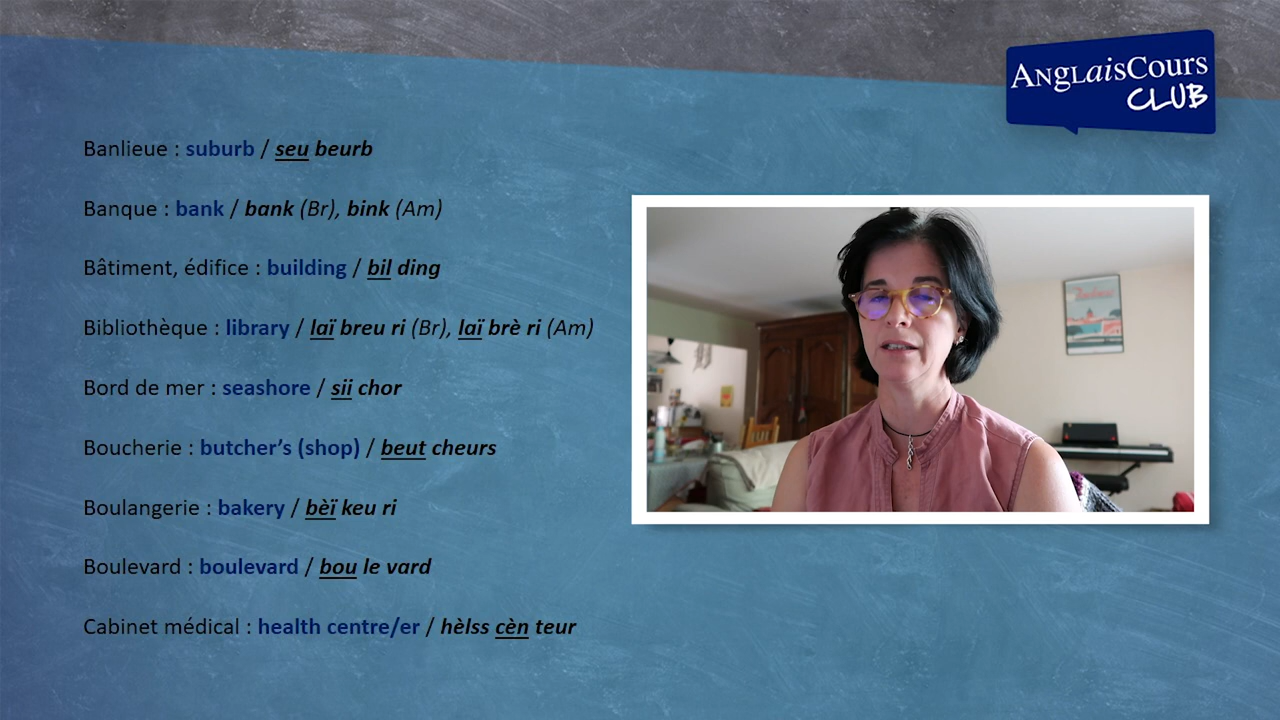 AnglaisCours
CLUB
Banlieue : suburb / seu beurb
Banque : bank / bank (Br), bink (Am)
Bâtiment, édifice : building / bil ding
Bibliothèque : library / laï breu ri (Br), laï brè ri (Am)
Bord de mer : seashore / sii chor
Boucherie : butcher’s (shop) / beut cheurs
Boulangerie : bakery / bèï keu ri
Boulevard : boulevard / bou le vard
Cabinet médical : health centre/er / hèlss cèn teur